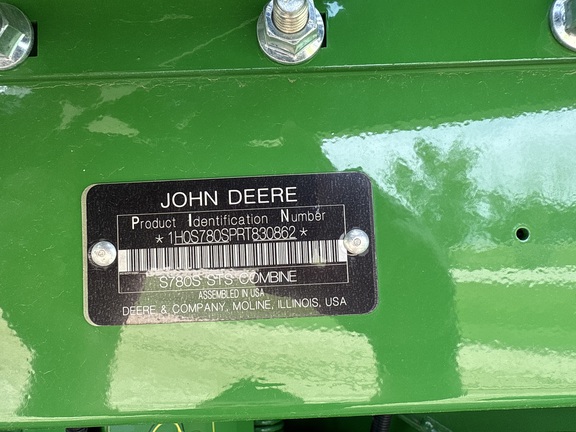 JOHN DEERE
Product Identification Number
*1H0S780SPRT830862*
S780S STS COMBINE
ASSEMBLED IN USA
DEERE & COMPANY, MOLINE, ILLINOIS, USA